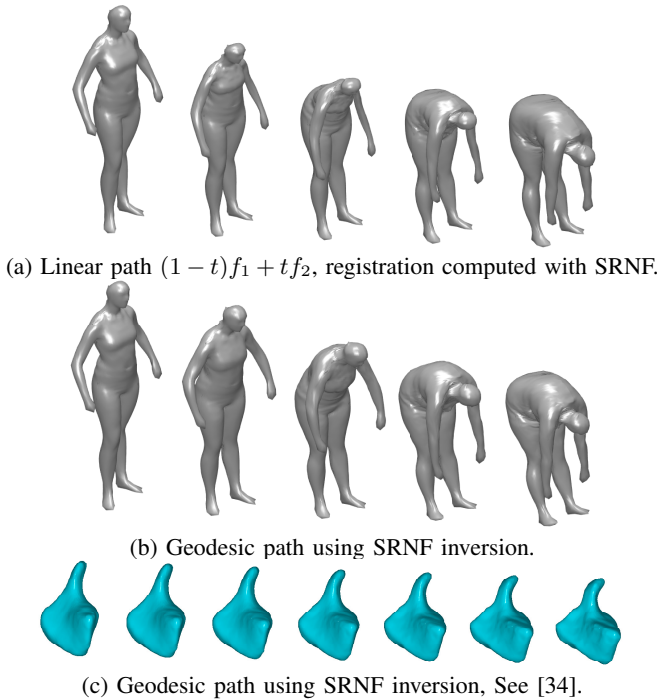 (a) Linear path (1 − t)f₁ + tf₂, registration computed with SRNF.
(b) Geodesic path using SRNF inversion.
(c) Geodesic path using SRNF inversion, See [34].